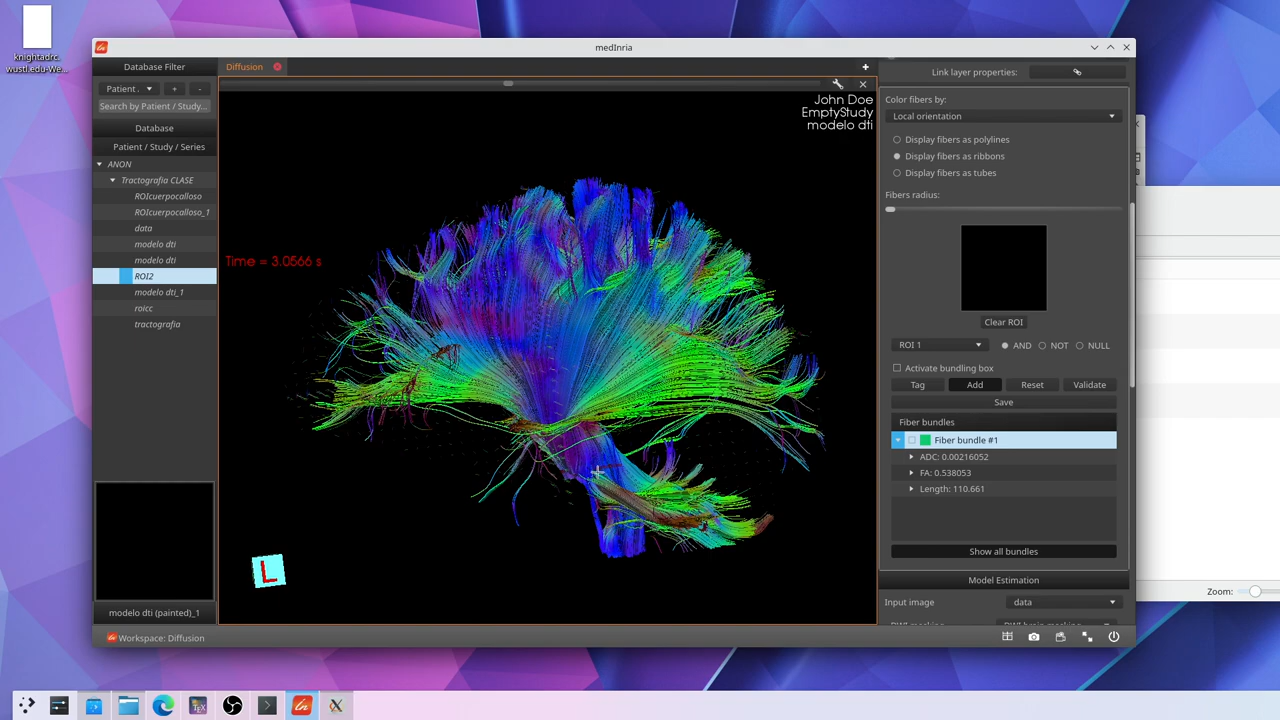 knightadrc.
wustl.edu-We...
medInria
Database Filter
Patient .
+
-
Search by Patient / Study...
Database
Patient / Study / Series
ANON
Tractografia CLASE
ROIcuerpocalloso
ROIcuerpocalloso_1
data
modelo dti
modelo dti
ROI2
modelo dti_1
roicc
tractografia
modelo dti (painted)_1
Diffusion
+
John Doe
EmptyStudy
modelo dti
Time = 3.0566 s
L
Link layer properties:
Color fibers by:
Local orientation
Display fibers as polylines
Display fibers as ribbons
Display fibers as tubes
Fibers radius:
Clear ROI
ROI 1
AND
NOT
NULL
Activate bundling box
Tag
Add
Reset
Validate
Save
Fiber bundles
Fiber bundle #1
ADC: 0.00216052
FA: 0.538053
Length: 110.661
Show all bundles
Model Estimation
Input image
data
Workspace: Diffusion
Zoom: